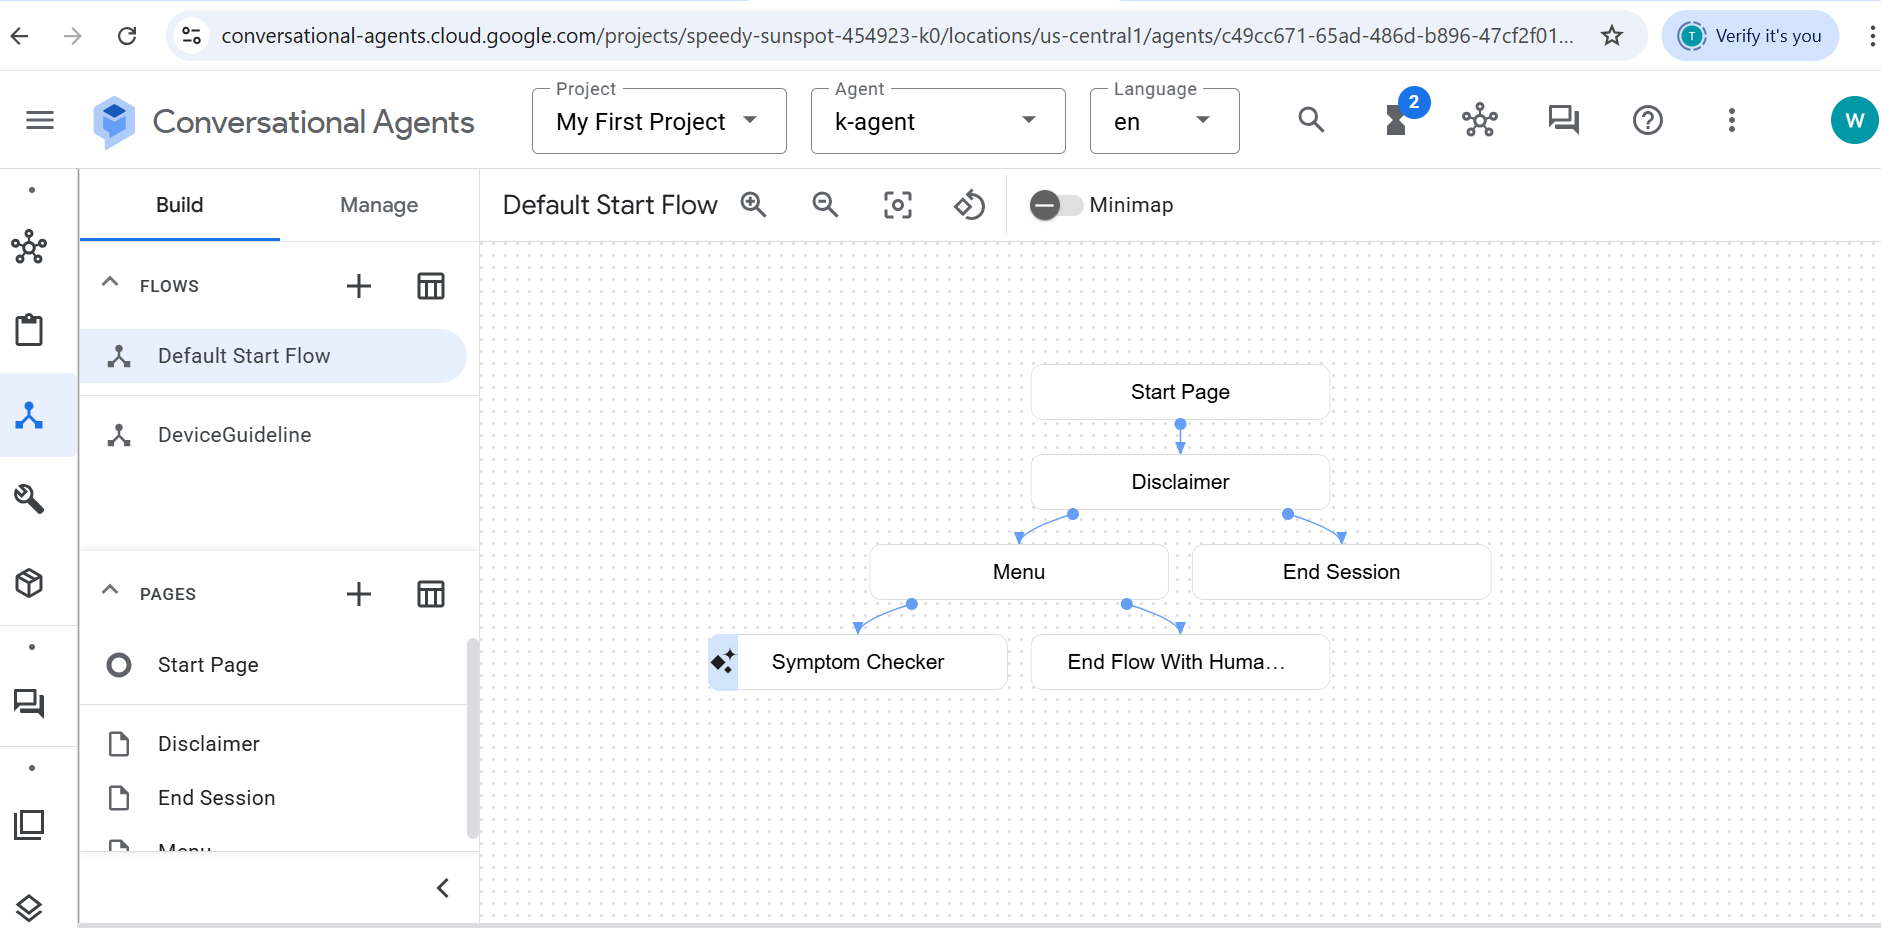 conversational-agents.cloud.google.com/projects/speedy-sunspot-454923-k0/locations/us-central1/agents/c49cc671-65ad-486d-b896-47cf2f01...
T
Verify it's you
Conversational Agents
Project
My First Project
Agent
k-agent
Language
en
2
W
Build
Manage
Default Start Flow
Minimap
FLOWS
Default Start Flow
DeviceGuideline
PAGES
Start Page
Disclaimer
End Session
Menu
Start Page
Disclaimer
Menu
End Session
Symptom Checker
End Flow With Huma...